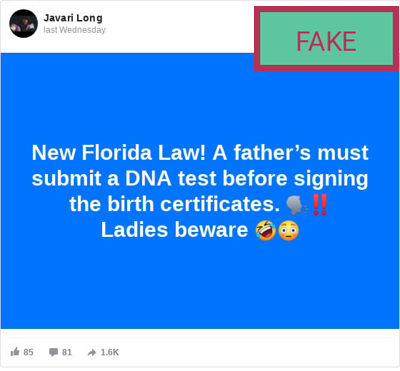 Javari Long
last Wednesday
FAKE
New Florida Law! A father’s must
submit a DNA test before signing
the birth certificates. 🗣‼️
Ladies beware 🤣😳
85
81
1.6K